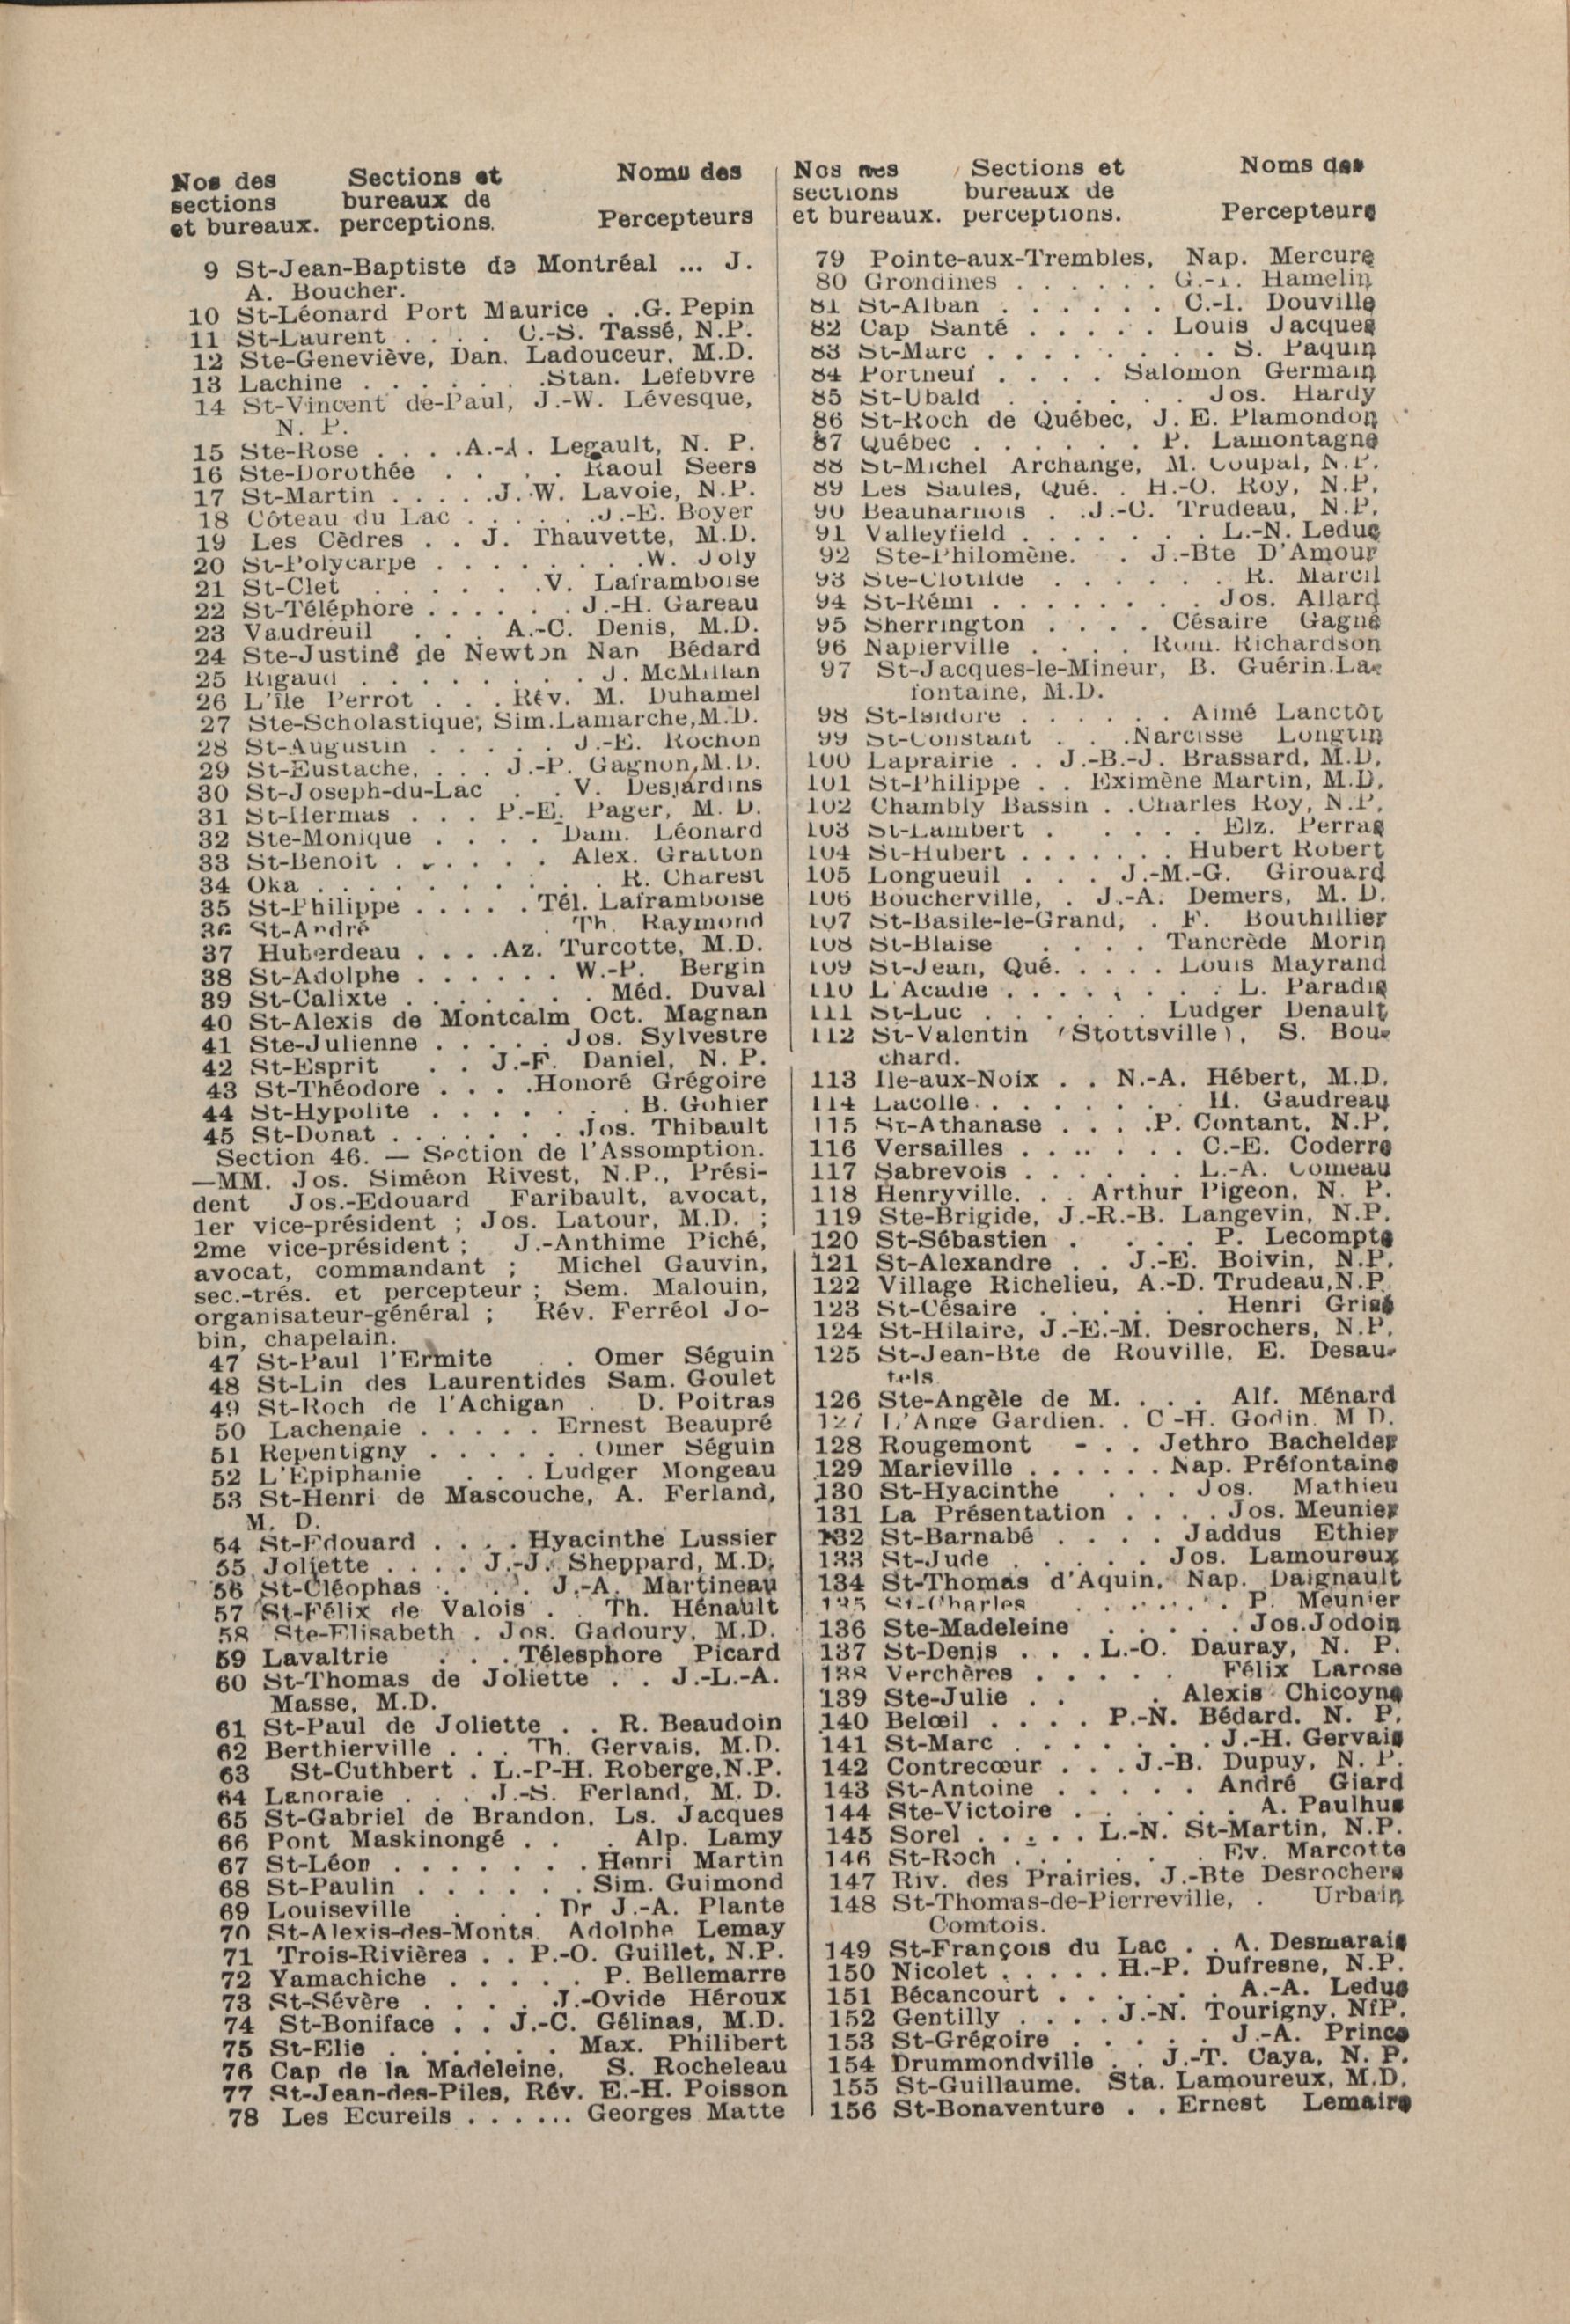 Nos des Sections et Noms des
sections bureaux de
et bureaux. perceptions. Percepteurs
9 St-Jean-Baptiste de Montréal ... J.
A. Boucher.
10 St-Léonard Port Maurice . .G. Pepin
11 St-Laurent . . . . C.-S. Tassé, N.P.
12 Ste-Geneviève, Dan. Ladouceur, M.D.
13 Lachine . . . . . . .Stan. Lefebvre
14 St-Vincent de-Paul, J.-W. Lévesque,
N. P.
15 Ste-Rose . . . .A.-A. Legault, N. P.
16 Ste-Dorothée . . . . Raoul Seers
17 St-Martin . . . . .J.-W. Lavoie, N.P.
18 Côteau du Lac . . . . . .J.-E. Boyer
19 Les Cèdres . . J. Thauvette, M.D.
20 St-Polycarpe . . . . . . . .W. Joly
21 St-Clet . . . . . .V. Laframboise
22 St-Téléphore . . . . . . J.-H. Gareau
23 Vaudreuil . . . A.-C. Denis, M.D.
24 Ste-Justine de Newton Nap Bédard
25 Rigaud . . . . . . . . J. McMillan
26 L'île Perrot . . . Rév. M. Duhamel
27 Ste-Scholastique, Sim.Lamarche,M.D.
28 St-Augustin . . . . . J.-E. Rochon
29 St-Eustache, . . . J.-P. Gagnon,M.D.
30 St-Joseph-du-Lac . . V. Desjardins
31 St-Hermas . . . P.-E. Pager, M. D.
32 Ste-Monique . . . . Dam. Léonard
33 St-Benoit . . . . . . Alex. Gratton
34 Oka . . . . . . . . . . R. Charest
35 St-Philippe . . . . . Tél. Laframboise
36 St-André . Th. Raymond
37 Huberdeau . . . .Az. Turcotte, M.D.
38 St-Adolphe . . . . . . W.-P. Bergin
39 St-Calixte . . . . . . . Méd. Duval
40 St-Alexis de Montcalm Oct. Magnan
41 Ste-Julienne . . . . . Jos. Sylvestre
42 St-Esprit . . J.-F. Daniel, N. P.
43 St-Théodore . . . .Honoré Grégoire
44 St-Hypolite . . . . . . . B. Gohier
45 St-Donat . . . . . . . .Jos. Thibault
Section 46. — Section de l'Assomption.
—MM. Jos. Siméon Rivest, N.P., Prési-
dent Jos.-Edouard Faribault, avocat,
1er vice-président ; Jos. Latour, M.D. ;
2me vice-président ; J.-Anthime Piché,
avocat, commandant ; Michel Gauvin,
sec.-trés. et percepteur ; Sem. Malouin,
organisateur-général ; Rév. Ferréol Jo-
bin, chapelain.
47 St-Paul l'Ermite . . Omer Séguin
48 St-Lin des Laurentides Sam. Goulet
49 St-Roch de l'Achigan . D. Poitras
50 Lachenaie . . . . . Ernest Beaupré
51 Repentigny . . . . . . Omer Séguin
52 L'Epiphanie . . . Ludger Mongeau
53 St-Henri de Mascouche, A. Ferland,
M. D.
54 St-Edouard . . . . Hyacinthe Lussier
55 Joliette . . . . J.-J. Sheppard, M.D.
56 St-Cléophas . . . . J.-A. Martineau
57 St-Félix de Valois . . Th. Hénault
58 Ste-Elisabeth . Jos. Gadoury, M.D.
59 Lavaltrie . . . .Télesphore Picard
60 St-Thomas de Joliette . . J.-L.-A.
Masse, M.D.
61 St-Paul de Joliette . . R. Beaudoin
62 Berthierville . . . Th. Gervais, M.D.
63 St-Cuthbert . L.-P-H. Roberge,N.P.
64 Lanoraie . . . J.-S. Ferland, M. D.
65 St-Gabriel de Brandon, Ls. Jacques
66 Pont Maskinongé . . . Alp. Lamy
67 St-Léon . . . . . . . . Henri Martin
68 St-Paulin . . . . . . Sim. Guimond
69 Louiseville . . . Dr J.-A. Plante
70 St-Alexis-des-Monts. Adolphe Lemay
71 Trois-Rivières . . P.-O. Guillet, N.P.
72 Yamachiche . . . . . P. Bellemarre
73 St-Sévère . . . . .J.-Ovide Héroux
74 St-Boniface . . J.-C. Gélinas, M.D.
75 St-Elie . . . . . . Max. Philibert
76 Cap de la Madeleine, S. Rocheleau
77 St-Jean-des-Piles, Rév. E.-H. Poisson
78 Les Ecureils . . . . . . Georges Matte
Nos des Sections et Noms des
sections bureaux de
et bureaux. perceptions. Percepteurs
79 Pointe-aux-Trembles, Nap. Mercure
80 Grondines . . . . . . G.-I. Hamelin
81 St-Alban . . . . . . C.-I. Douville
82 Cap Santé . . . . . Louis Jacques
83 St-Marc . . . . . . . . S. Paquin
84 Portneuf . . . . Salomon Germain
85 St-Ubald . . . . . . Jos. Hardy
86 St-Roch de Québec, J. E. Plamondon
87 Québec . . . . . . P. Lamontagne
88 St-Michel Archange, M. Coupal, N.P.
89 Les Saules, Qué. . H.-O. Roy, N.P.
90 Beauharnois . .J.-C. Trudeau, N.P.
91 Valleyfield . . . . . . . L.-N. Leduc
92 Ste-Philomène. . . J.-Bte D'Amour
93 Ste-Clotilde . . . . . . R. Marcil
94 St-Rémi . . . . . . . . Jos. Allard
95 Sherrington . . . . Césaire Gagné
96 Napierville . . . . Rom. Richardson
97 St-Jacques-le-Mineur, B. Guérin.La-
fontaine, M.D.
98 St-Isidore . . . . . . Aimé Lanctôt
99 St-Constant . . .Narcisse Longtin
100 Laprairie . . J.-B.-J. Brassard, M.D.
101 St-Philippe . . Eximène Martin, M.D.
102 Chambly Bassin . .Charles Roy, N.P.
103 St-Lambert . . . . . Elz. Perras
104 St-Hubert . . . . . . . Hubert Robert
105 Longueuil . . . J.-M.-G. Girouard
106 Boucherville, . J.-A. Demers, M. D.
107 St-Basile-le-Grand, . F. Bouthillier
108 St-Blaise . . . . Tancrède Morin
109 St-Jean, Qué. . . . . Louis Mayrand
110 L'Acadie . . . . . . . . L. Paradis
111 St-Luc . . . . . . Ludger Denault
112 St-Valentin (Stottsville). S. Bou-
chard.
113 Ile-aux-Noix . . N.-A. Hébert, M.D.
114 Lacolle. . . . . . . . H. Gaudreau
115 St-Athanase . . . .P. Contant, N.P.
116 Versailles . . . . . . . C.-E. Coderre
117 Sabrevois . . . . . . L.-A. Comeau
118 Henryville. . . Arthur Pigeon, N. P.
119 Ste-Brigide, J.-R.-B. Langevin, N.P.
120 St-Sébastien . . . . P. Lecompte
121 St-Alexandre . . J.-E. Boivin, N.P.
122 Village Richelieu, A.-D. Trudeau,N.P.
123 St-Césaire . . . . . . Henri Grisé
124 St-Hilaire, J.-E.-M. Desrochers, N.P.
125 St-Jean-Bte de Rouville, E. Desau-
tels
126 Ste-Angèle de M. . . . Alf. Ménard
127 L'Ange Gardien. . C -H. Godin. M D.
128 Rougemont - . . Jethro Bachelder
129 Marieville . . . . . . Nap. Préfontaine
130 St-Hyacinthe . . . Jos. Mathieu
131 La Présentation . . . . Jos. Meunier
132 St-Barnabé . . . . Jaddus Ethier
133 St-Jude . . . . . Jos. Lamoureux
134 St-Thomas d'Aquin, Nap. Daignault
135 St-Charles . . . . . . P. Meunier
136 Ste-Madeleine . . . . . Jos.Jodoin
137 St-Denis . . . L.-O. Dauray, N. P.
138 Verchères . . . . . Félix Larose
139 Ste-Julie . . . Alexis Chicoyne
140 Belœil . . . . P.-N. Bédard. N. P.
141 St-Marc . . . . . . . J.-H. Gervais
142 Contrecœur . . . J.-B. Dupuy, N. P.
143 St-Antoine . . . . . André Giard
144 Ste-Victoire . . . . . . A. Paulhus
145 Sorel . . . . . L.-N. St-Martin, N.P.
146 St-Roch . . . . . . Ev. Marcotte
147 Riv. des Prairies, J.-Bte Desrochers
148 St-Thomas-de-Pierreville, . Urbain
Comtois.
149 St-François du Lac . . A. Desmarais
150 Nicolet . . . . . H.-P. Dufresne, N.P.
151 Bécancourt . . . . . . A.-A. Leduc
152 Gentilly . . . . J.-N. Tourigny, NfP.
153 St-Grégoire . . . . . J.-A. Prince
154 Drummondville . . J.-T. Caya, N. P.
155 St-Guillaume, Sta. Lamoureux, M.D.
156 St-Bonaventure . . Ernest Lemaire